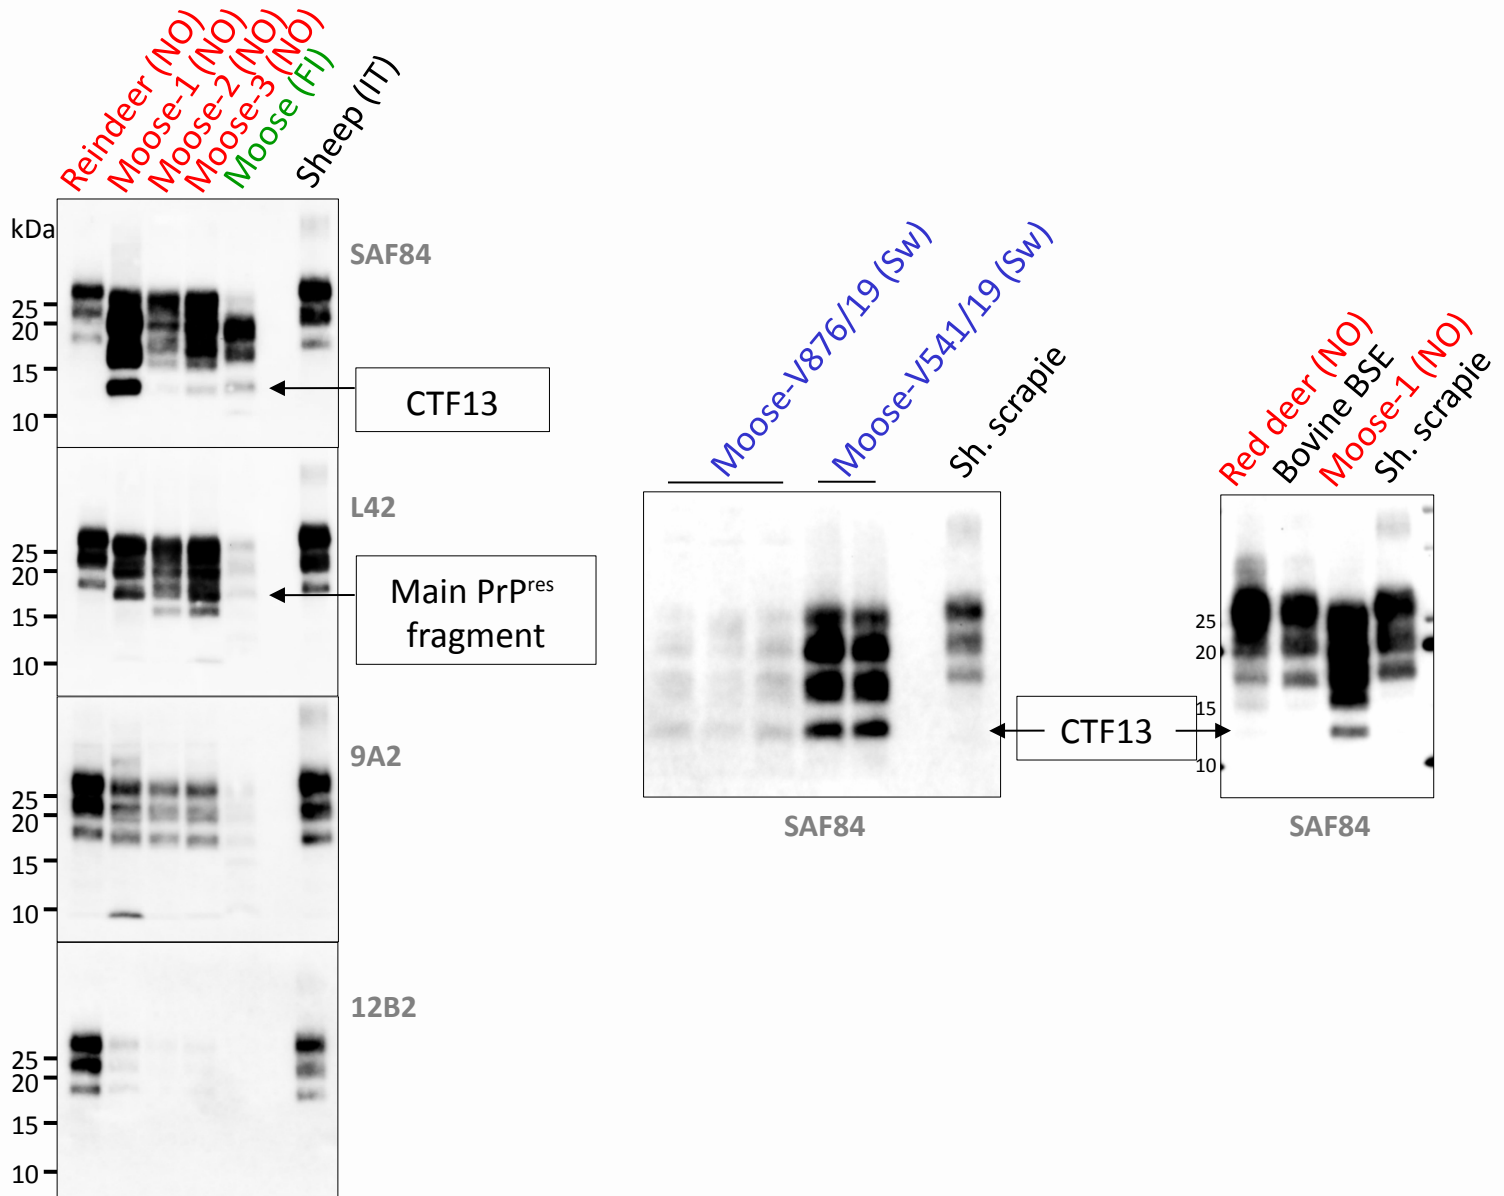 Reindeer (NO)
Moose-1 (NO)
Moose-2 (NO)
Moose-3 (NO)
Moose (FI)
Sheep (IT)
kDa
SAF84
25
20
15
10
CTF13
L42
25
20
15
10
Main PrPres
fragment
9A2
25
20
15
10
12B2
25
20
15
10
Moose-V876/19 (Sw)
Moose-V541/19 (Sw)
Sh. scrapie
SAF84
CTF13
Red deer (NO)
Bovine BSE
Moose-1 (NO)
Sh. scrapie
25
20
15
10
SAF84